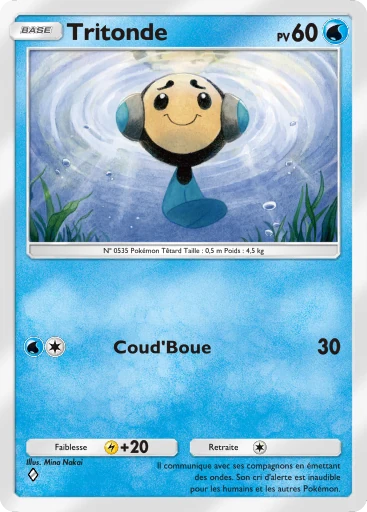 BASE Tritonde PV 60
N° 0535 Pokémon Têtard Taille : 0,5 m Poids : 4,5 kg
Coud'Boue 30
Faiblesse +20 Retraite
Illus. Mina Nakai
Il communique avec ses compagnons en émettant
des ondes. Son cri d'alerte est inaudible
pour les humains et les autres Pokémon.